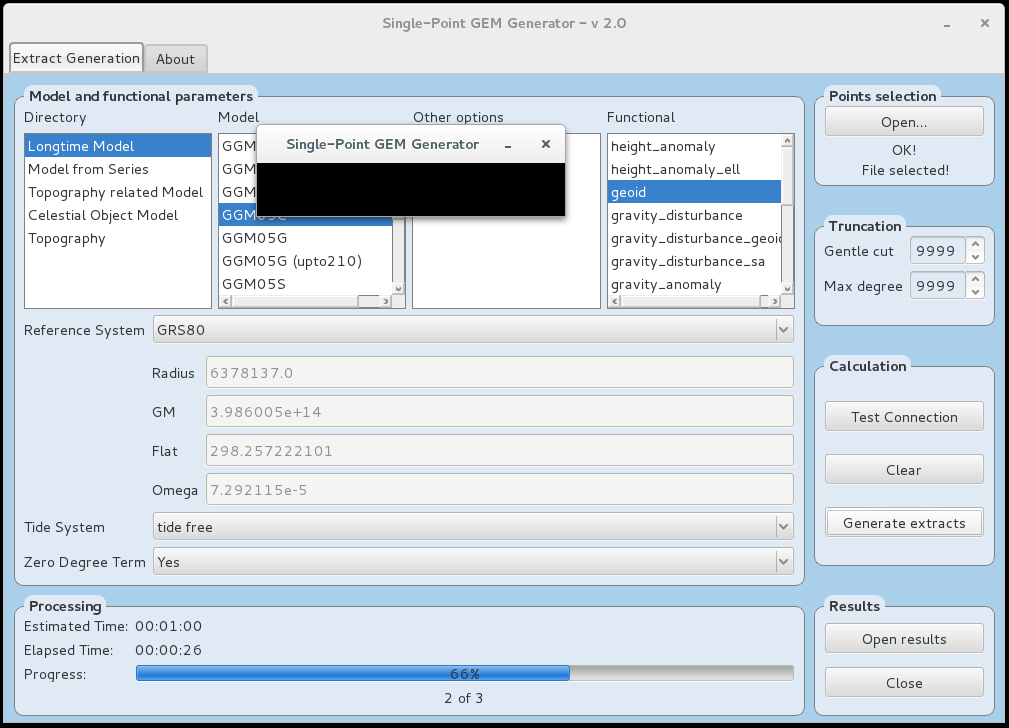 Single-Point GEM Generator - v 2.0
Extract Generation
About
Model and functional parameters
Directory
Model
Other options
Functional
Longtime Model
Model from Series
Topography related Model
Celestial Object Model
Topography
GGM
GGM
GGM
GGM05C
GGM05G
GGM05G (upto210)
GGM05S
Single-Point GEM Generator
height_anomaly
height_anomaly_ell
geoid
gravity_disturbance
gravity_disturbance_geoid
gravity_disturbance_sa
gravity_anomaly
Reference System
GRS80
Radius
6378137.0
GM
3.986005e+14
Flat
298.257222101
Omega
7.292115e-5
Tide System
tide free
Zero Degree Term
Yes
Processing
Estimated Time: 00:01:00
Elapsed Time: 00:00:26
Progress:
66%
2 of 3
Points selection
Open...
OK!
File selected!
Truncation
Gentle cut
9999
Max degree
9999
Calculation
Test Connection
Clear
Generate extracts
Results
Open results
Close